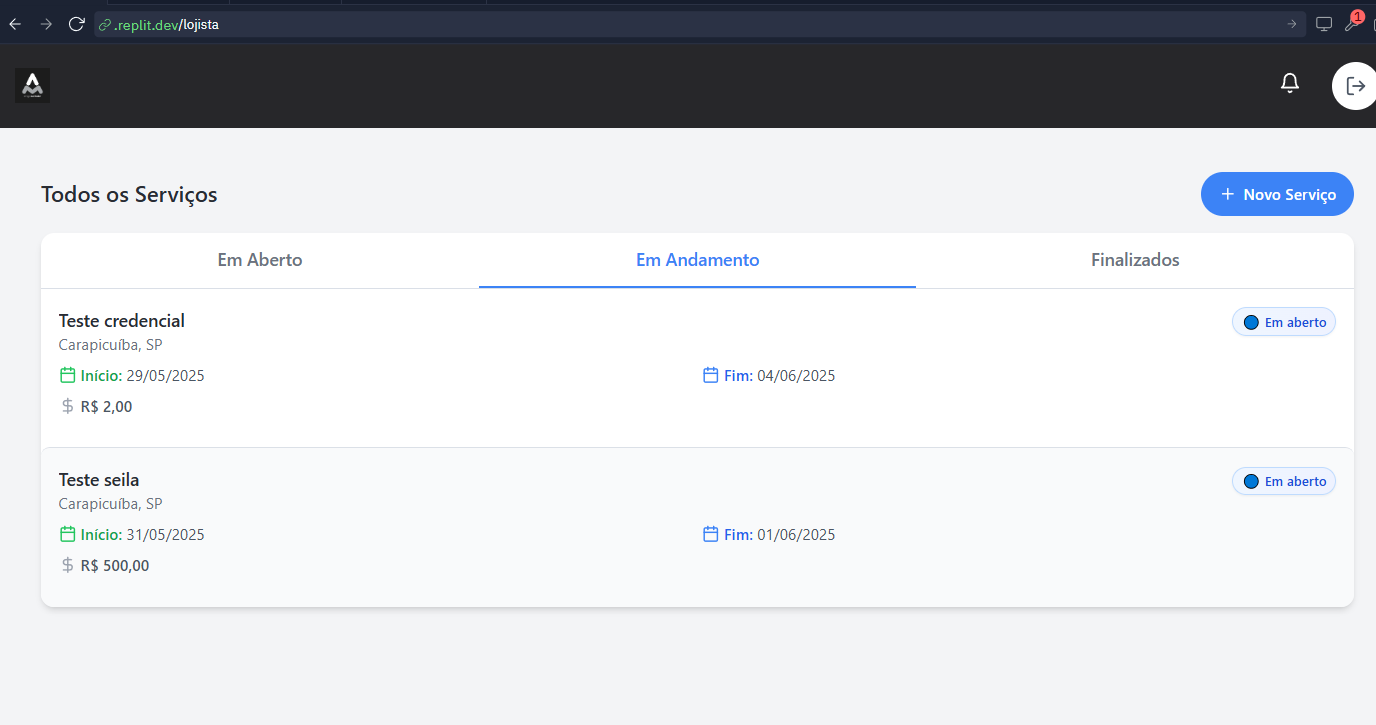 .replit.dev/lojista
1
Todos os Serviços
+ Novo Serviço
Em Aberto
Em Andamento
Finalizados
Teste credencial
Em aberto
Carapicuíba, SP
Início: 29/05/2025
Fim: 04/06/2025
$ R$ 2,00
Teste seila
Em aberto
Carapicuíba, SP
Início: 31/05/2025
Fim: 01/06/2025
$ R$ 500,00